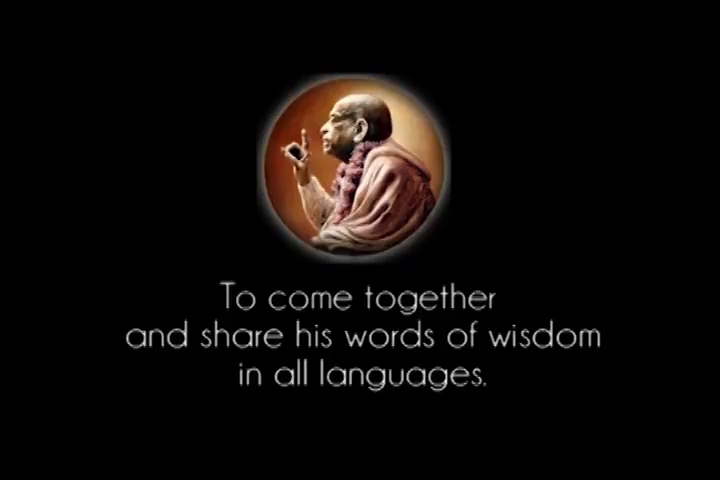 To come together
and share his words of wisdom
in all languages.